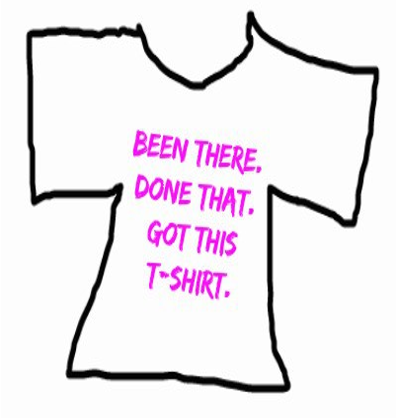 BEEN THERE.
DONE THAT.
GOT THIS
T-SHIRT.